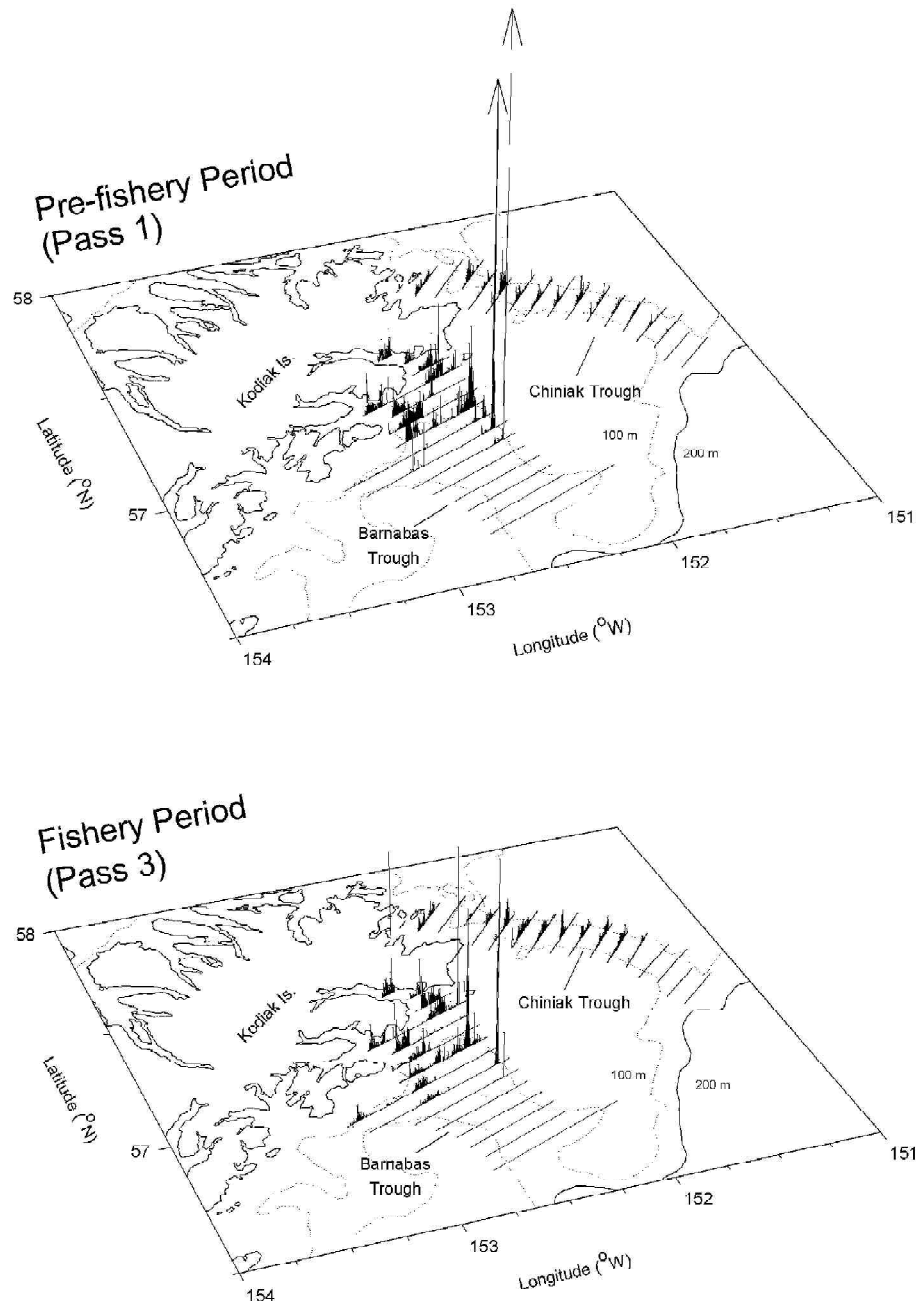 Pre-fishery Period
(Pass 1)
58
Kodiak Is.
Chiniak Trough
Latitude (°N)
100 m
200 m
57
151
Barnabas
Trough
152
153
Longitude (°W)
154
Fishery Period
(Pass 3)
58
Kodiak Is.
Chiniak Trough
Latitude (°N)
100 m
200 m
57
151
Barnabas
Trough
152
153
Longitude (°W)
154